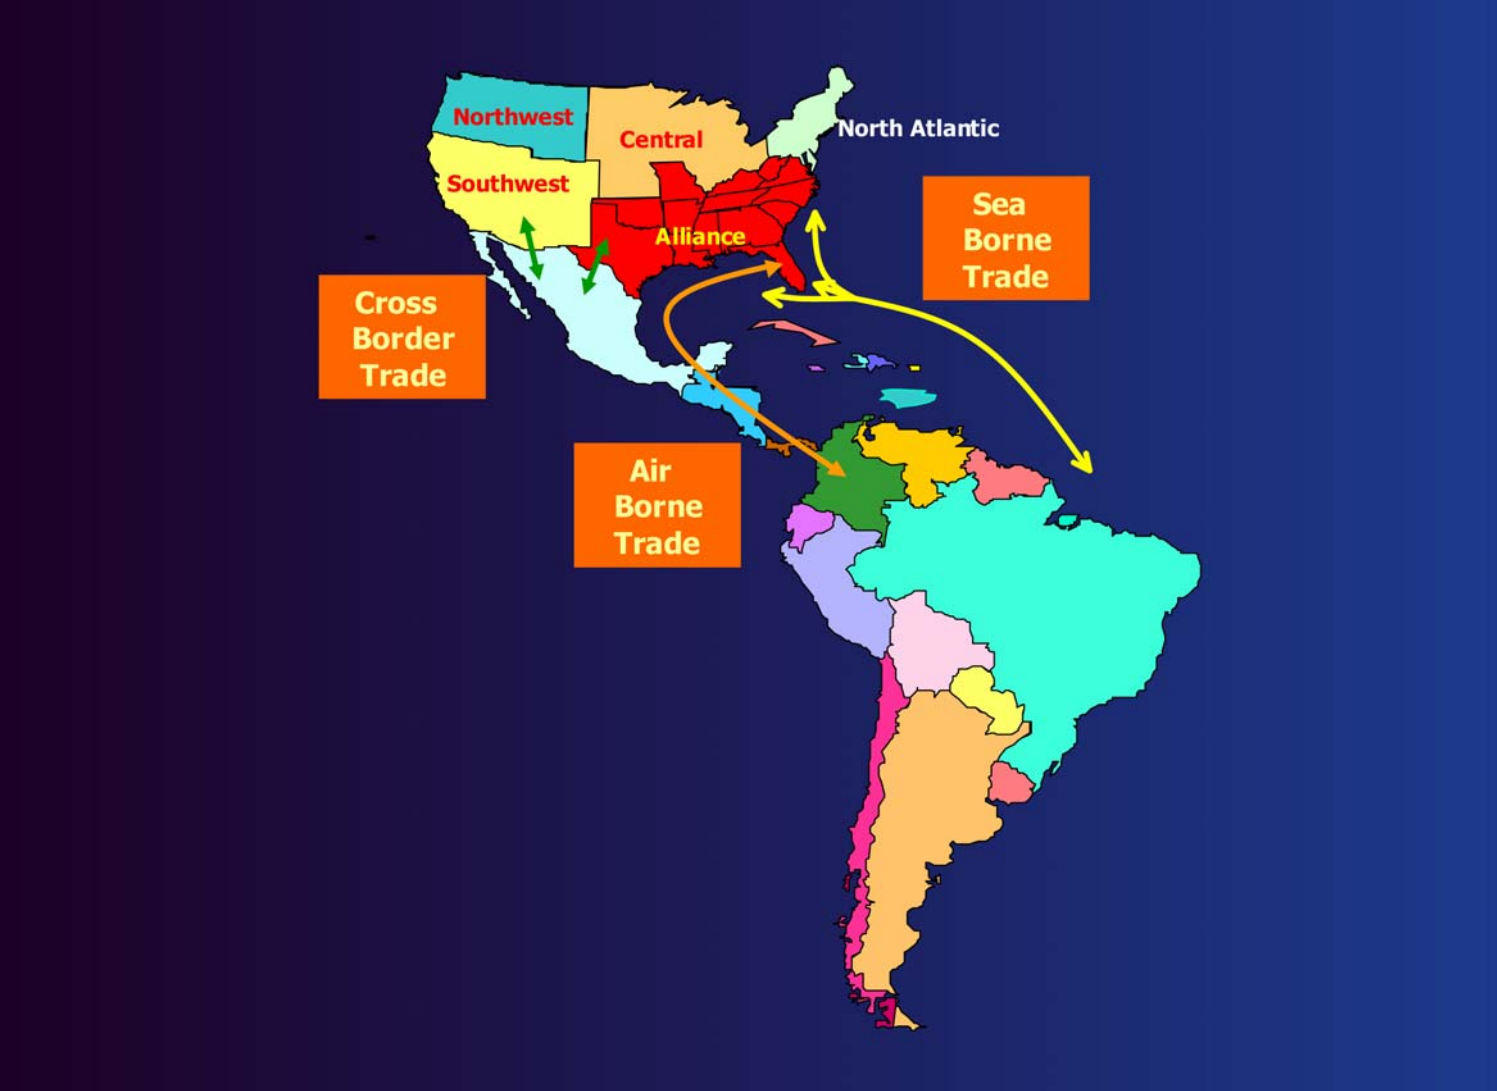 Northwest
Central
North Atlantic
Southwest
Alliance
Sea
Borne
Trade
Cross
Border
Trade
Air
Borne
Trade